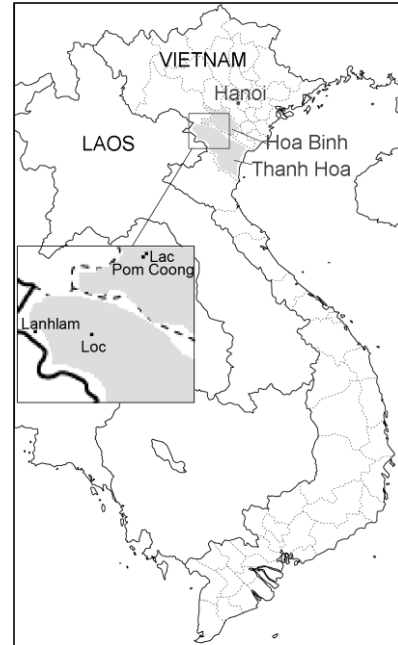 VIETNAM
Hanoi
LAOS
Hoa Binh
Thanh Hoa
Lac
Pom Coong
Lanhlam
Loc